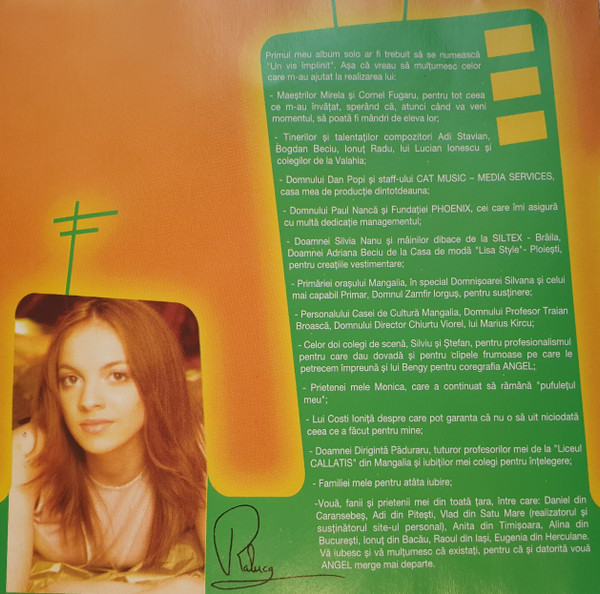 Primul meu album solo ar fi trebuit să se numească
"Un vis împlinit". Așa că vreau să mulțumesc celor
care m-au ajutat la realizarea lui:
- Maeștrilor Mirela și Cornel Fugaru, pentru tot ceea
ce m-au învățat, sperând că, atunci când va veni
momentul, să poată fi mândri de eleva lor;
- Tinerilor și talentaților compozitori Adi Stavian,
Bogdan Beciu, Ionuț Radu, lui Lucian Ionescu și
colegilor de la Valahia;
- Domnului Dan Popi și staff-ului CAT MUSIC – MEDIA SERVICES,
casa mea de producție dintotdeauna;
- Domnului Paul Nancă și Fundației PHOENIX, cei care îmi asigură
cu multă dedicație managementul;
- Doamnei Silvia Nanu și mâinilor dibace de la SILTEX - Brăila,
Doamnei Adriana Beciu de la Casa de modă "Lisa Style"- Ploiești,
pentru creațiile vestimentare;
- Primăriei orașului Mangalia, în special Domnișoarei Silvana și celui
mai capabil Primar, Domnul Zamfir Iorguș, pentru susținere;
- Personalului Casei de Cultură Mangalia, Domnului Profesor Traian
Broască, Domnului Director Chiurtu Viorel, lui Marius Kircu;
- Celor doi colegi de scenă, Silviu și Ștefan, pentru profesionalismul
pentru care dau dovadă și pentru clipele frumoase pe care le
petrecem împreună și lui Bengy pentru coregrafia ANGEL;
- Prietenei mele Monica, care a continuat să rămână "pufulețul
meu";
- Lui Costi Ioniță despre care pot garanta că nu o să uit niciodată
ceea ce a făcut pentru mine;
- Doamnei Dirigintă Păduraru, tuturor profesorilor mei de la "Liceul
CALLATIS" din Mangalia și iubiților mei colegi pentru înțelegere;
- Familiei mele pentru atâta iubire;
-Vouă, fanii și prietenii mei din toată țara, între care: Daniel din
Caransebeș, Adi din Pitești, Vlad din Satu Mare (realizatorul și
susținătorul site-ul personal), Anita din Timișoara, Alina din
București, Ionuț din Bacău, Raoul din Iași, Eugenia din Herculane.
Vă iubesc și vă mulțumesc că existați, pentru că și datorită vouă
ANGEL merge mai departe.
Raluca